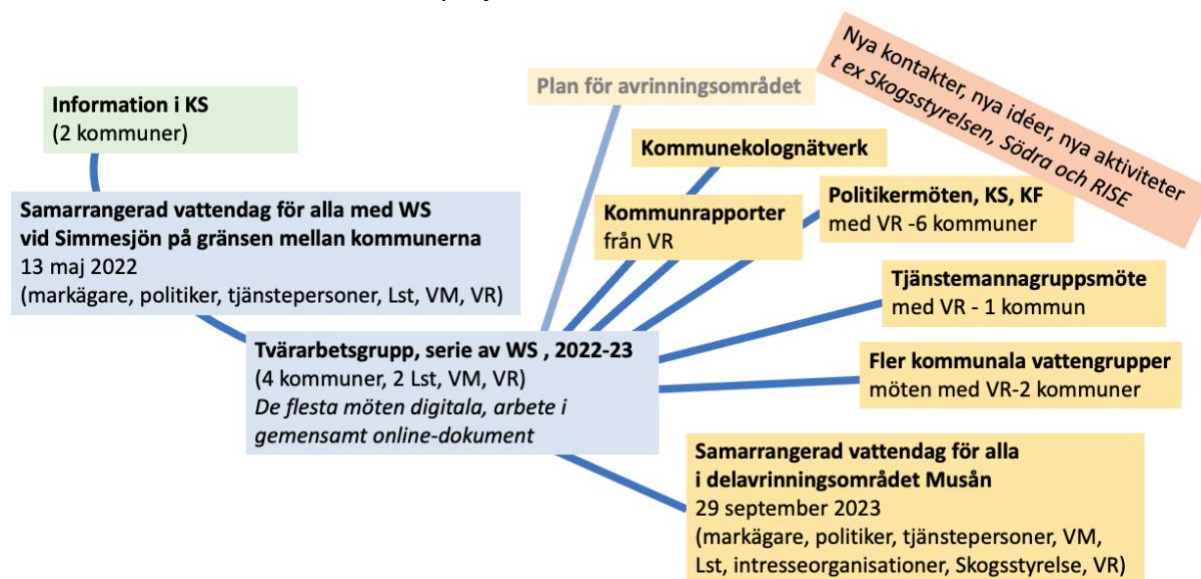 Information i KS
(2 kommuner)
Samarrangerad vattendag för alla med WS
vid Simmesjön på gränsen mellan kommunerna
13 maj 2022
(markägare, politiker, tjänstepersoner, Lst, VM, VR)
Tvärarbetsgrupp, serie av WS , 2022-23
(4 kommuner, 2 Lst, VM, VR)
De flesta möten digitala, arbete i
gemensamt online-dokument
Plan för avrinningsområdet
Kommunekolognätverk
Kommunrapporter
från VR
Politikermöten, KS, KF
med VR -6 kommuner
Nya kontakter, nya idéer, nya aktiviteter
t ex Skogsstyrelsen, Södra och RISE
Tjänstemannagruppsmöte
med VR - 1 kommun
Fler kommunala vattengrupper
möten med VR-2 kommuner
Samarrangerad vattendag för alla
i delavrinningsområdet Musån
29 september 2023
(markägare, politiker, tjänstepersoner, VM,
Lst, intresseorganisationer, Skogsstyrelse, VR)